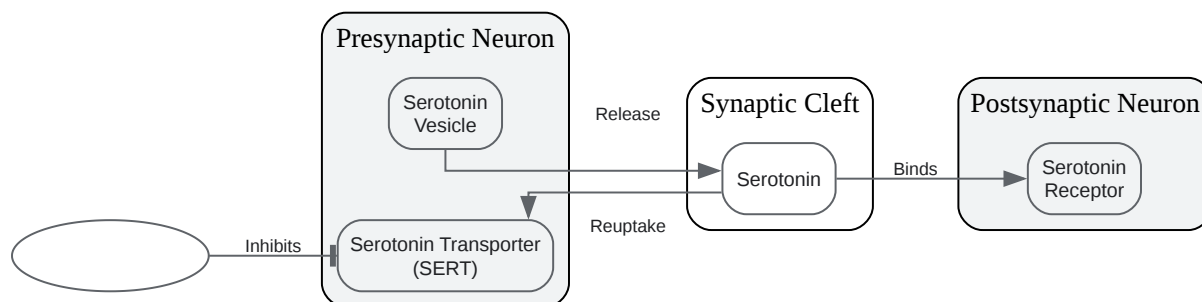 Presynaptic Neuron
Serotonin
Vesicle
Release
Synaptic Cleft
Postsynaptic Neuron
Serotonin
Binds
Serotonin
Receptor
Reuptake
Inhibits
Serotonin Transporter
(SERT)